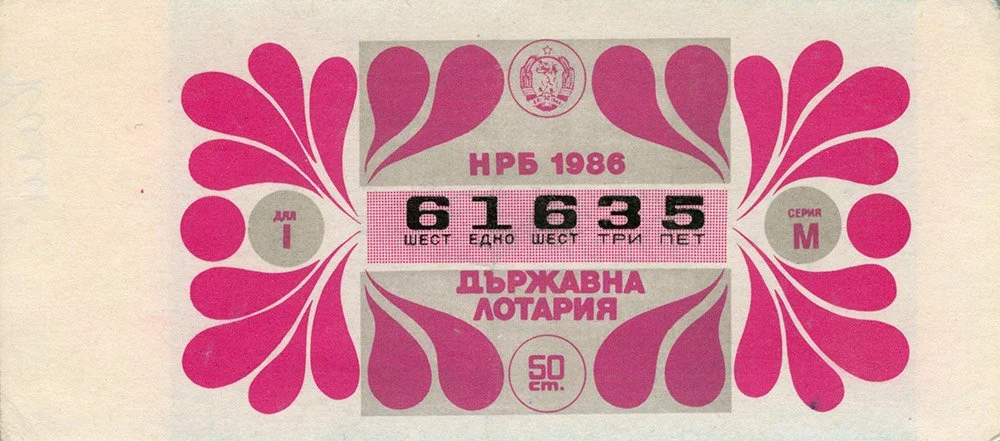 НРБ 1986
61635
ШЕСТ ЕДНО ШЕСТ ТРИ ПЕТ
ДЯЛ
I
СЕРИЯ
М
ДЪРЖАВНА
ЛОТАРИЯ
50
ст.